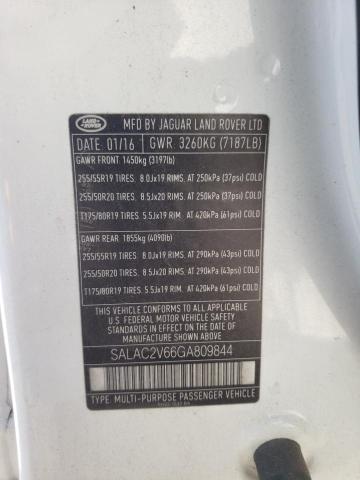 LAND
ROVER
MFD BY JAGUAR LAND ROVER LTD
DATE 01/16 GWR 3260KG (7187LB)
GAWR FRONT: 1450kg (3197lb)
255/55R19 TIRES. 8.0Jx19 RIMS. AT 250kPa (37psi) COLD
255/50R20 TIRES. 8.5Jx20 RIMS. AT 250kPa (37psi) COLD
T175/80R19 TIRES 5.5Jx19 RIM. AT 420kPa (61psi) COLD
GAWR REAR: 1855kg (4090lb)
255/55R19 TIRES. 8.0Jx19 RIMS. AT 290kPa (43psi) COLD
255/50R20 TIRES. 8.5Jx20 RIMS. AT 290kPa (43psi) COLD
T175/80R19 TIRES 5.5Jx19 RIM. AT 420kPa (61psi) COLD
THIS VEHICLE CONFORMS TO ALL APPLICABLE
U.S. FEDERAL MOTOR VEHICLE SAFETY
STANDARDS IN EFFECT ON THE DATE OF
MANUFACTURE SHOWN ABOVE
SALAC2V66GA809844
TYPE: MULTI-PURPOSE PASSENGER VEHICLE